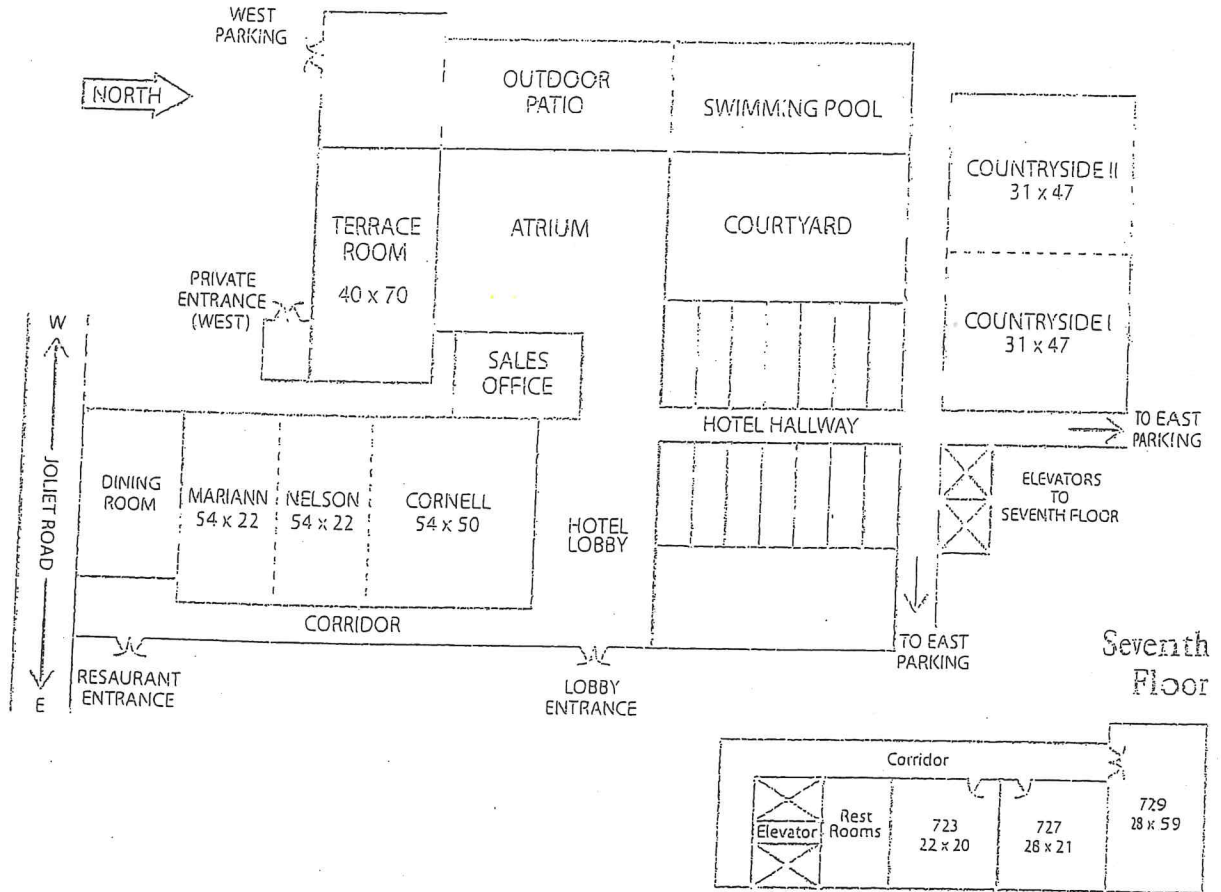 WEST
PARKING
NORTH
OUTDOOR
PATIO
SWIMMING POOL
COUNTRYSIDE II
31 x 47
TERRACE
ROOM
40 x 70
ATRIUM
COURTYARD
PRIVATE
ENTRANCE
(WEST)
COUNTRYSIDE I
31 x 47
W
JOLIET ROAD
E
SALES
OFFICE
HOTEL HALLWAY
TO EAST
PARKING
DINING
ROOM
MARIANN
54 x 22
NELSON
54 x 22
CORNELL
54 x 50
HOTEL
LOBBY
ELEVATORS
TO
SEVENTH FLOOR
CORRIDOR
TO EAST
PARKING
RESAURANT
ENTRANCE
LOBBY
ENTRANCE
Seventh
Floor
Corridor
Elevator
Rest
Rooms
723
22 x 20
727
28 x 21
729
28 x 59